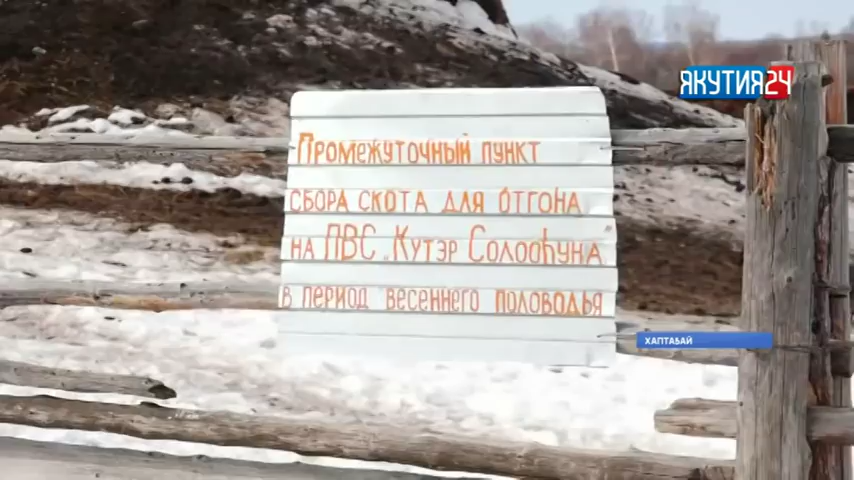 ЯКУТИЯ24
Промежуточный пункт
сбора скота для отгона
на ПВС „Кутэр Солооҕуна"
в период весеннего половодья
ХАПТАҔАЙ